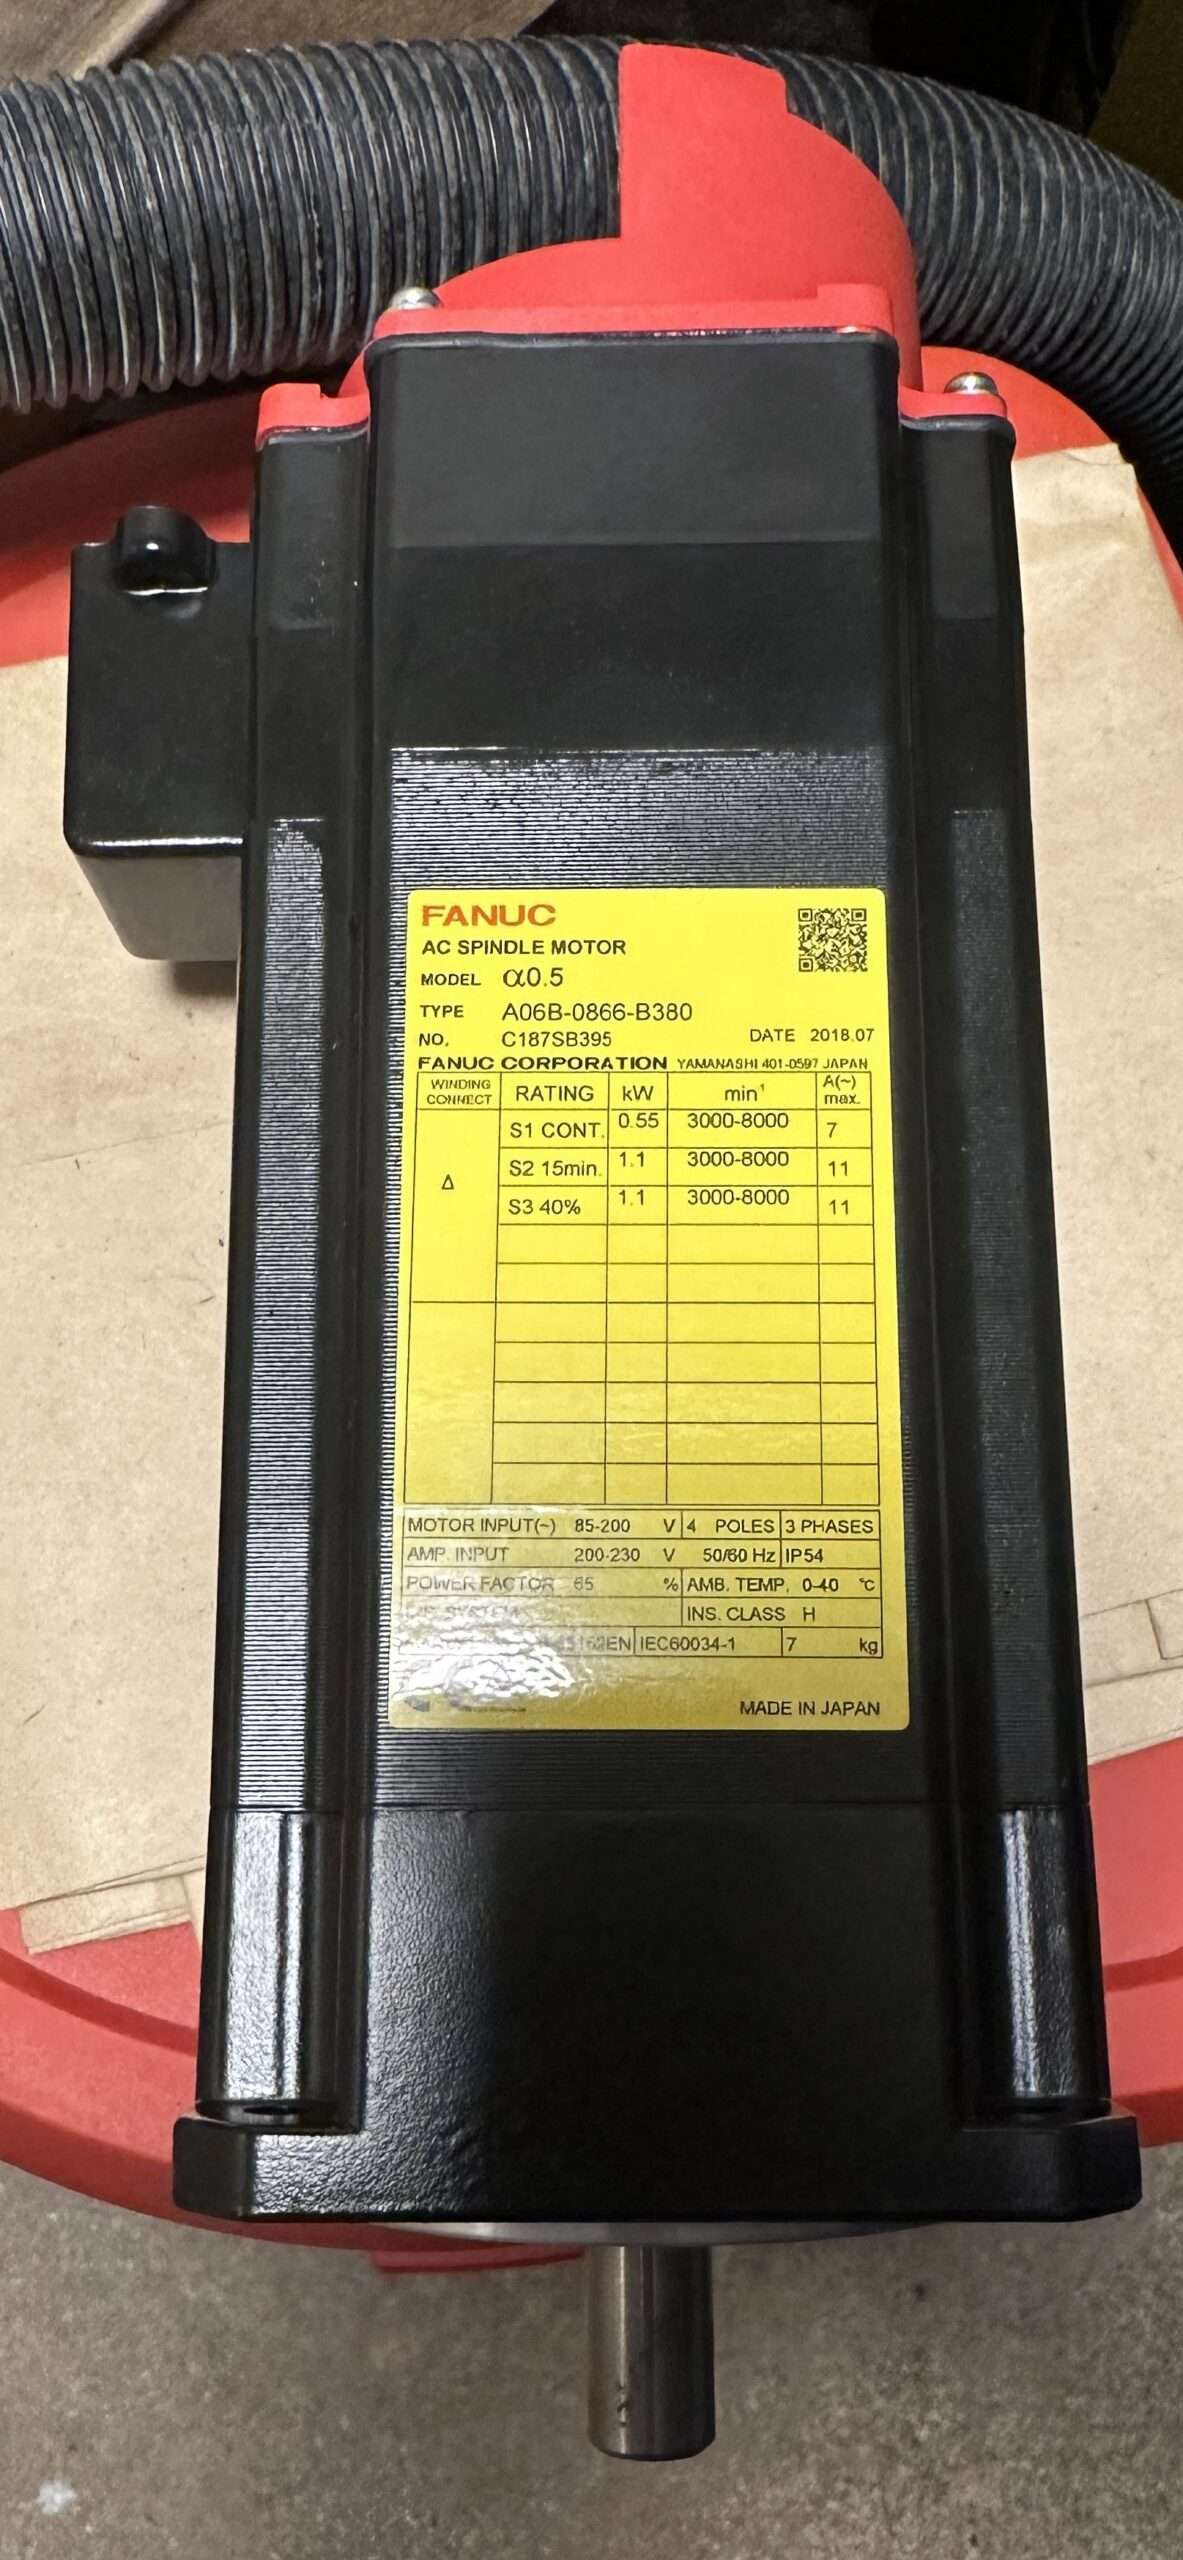 FANUC
AC SPINDLE MOTOR
MODEL α0.5
TYPE A06B-0866-B380
NO. C187SB395 DATE 2018.07
FANUC CORPORATION YAMANASHI 401-0597 JAPAN
WINDING CONNECT RATING kW min⁻¹ A(~) max.
Δ S1 CONT. 0.55 3000-8000 7
S2 15min. 1.1 3000-8000 11
S3 40% 1.1 3000-8000 11
MOTOR INPUT(~) 85-200 V 4 POLES 3 PHASES
AMP. INPUT 200-230 V 50/60 Hz IP54
POWER FACTOR 65 % AMB. TEMP. 0-40 °C
INS. CLASS H
IEC60034-1 7 kg
MADE IN JAPAN